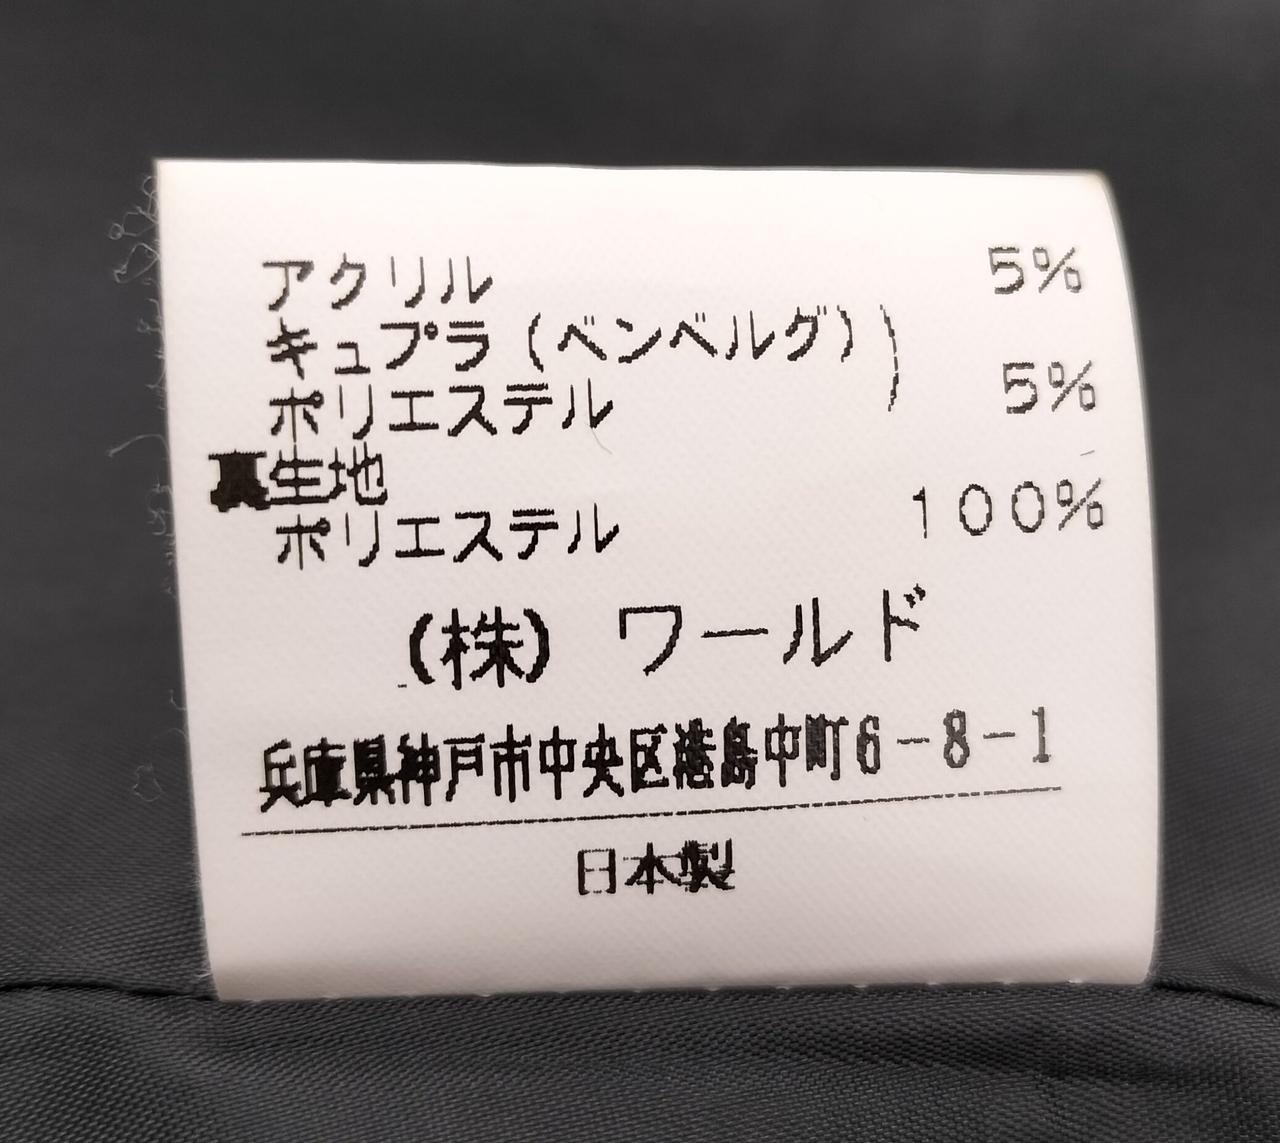 アクリル 5%
キュプラ(ベンベルグ))
ポリエステル 5%
裏生地
ポリエステル 100%
(株) ワールド
兵庫県神戸市中央区港島中町6-8-1
日本製